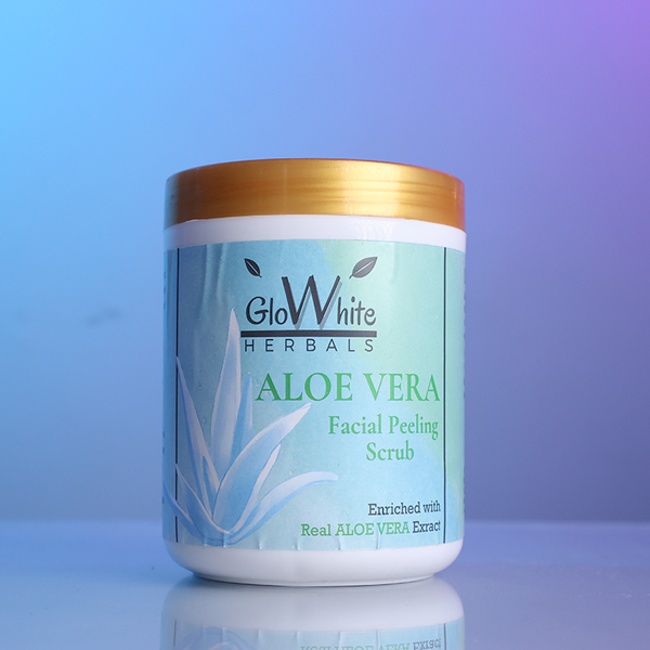 GloWhite
HERBALS
ALOE VERA
Facial Peeling
Scrub
Enriched with
Real ALOE VERA Exract